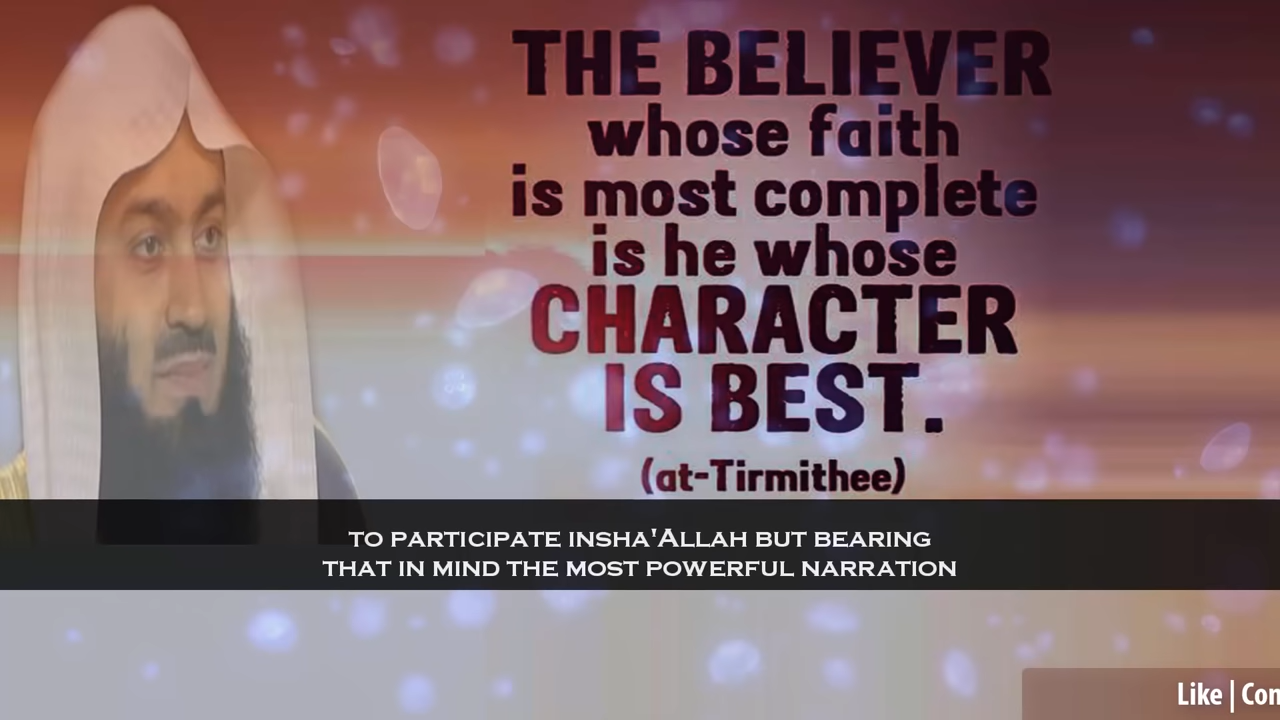 THE BELIEVER
whose faith
is most complete
is he whose
CHARACTER
IS BEST.
(at-Tirmithee)
TO PARTICIPATE INSHA'ALLAH BUT BEARING
THAT IN MIND THE MOST POWERFUL NARRATION
Like |